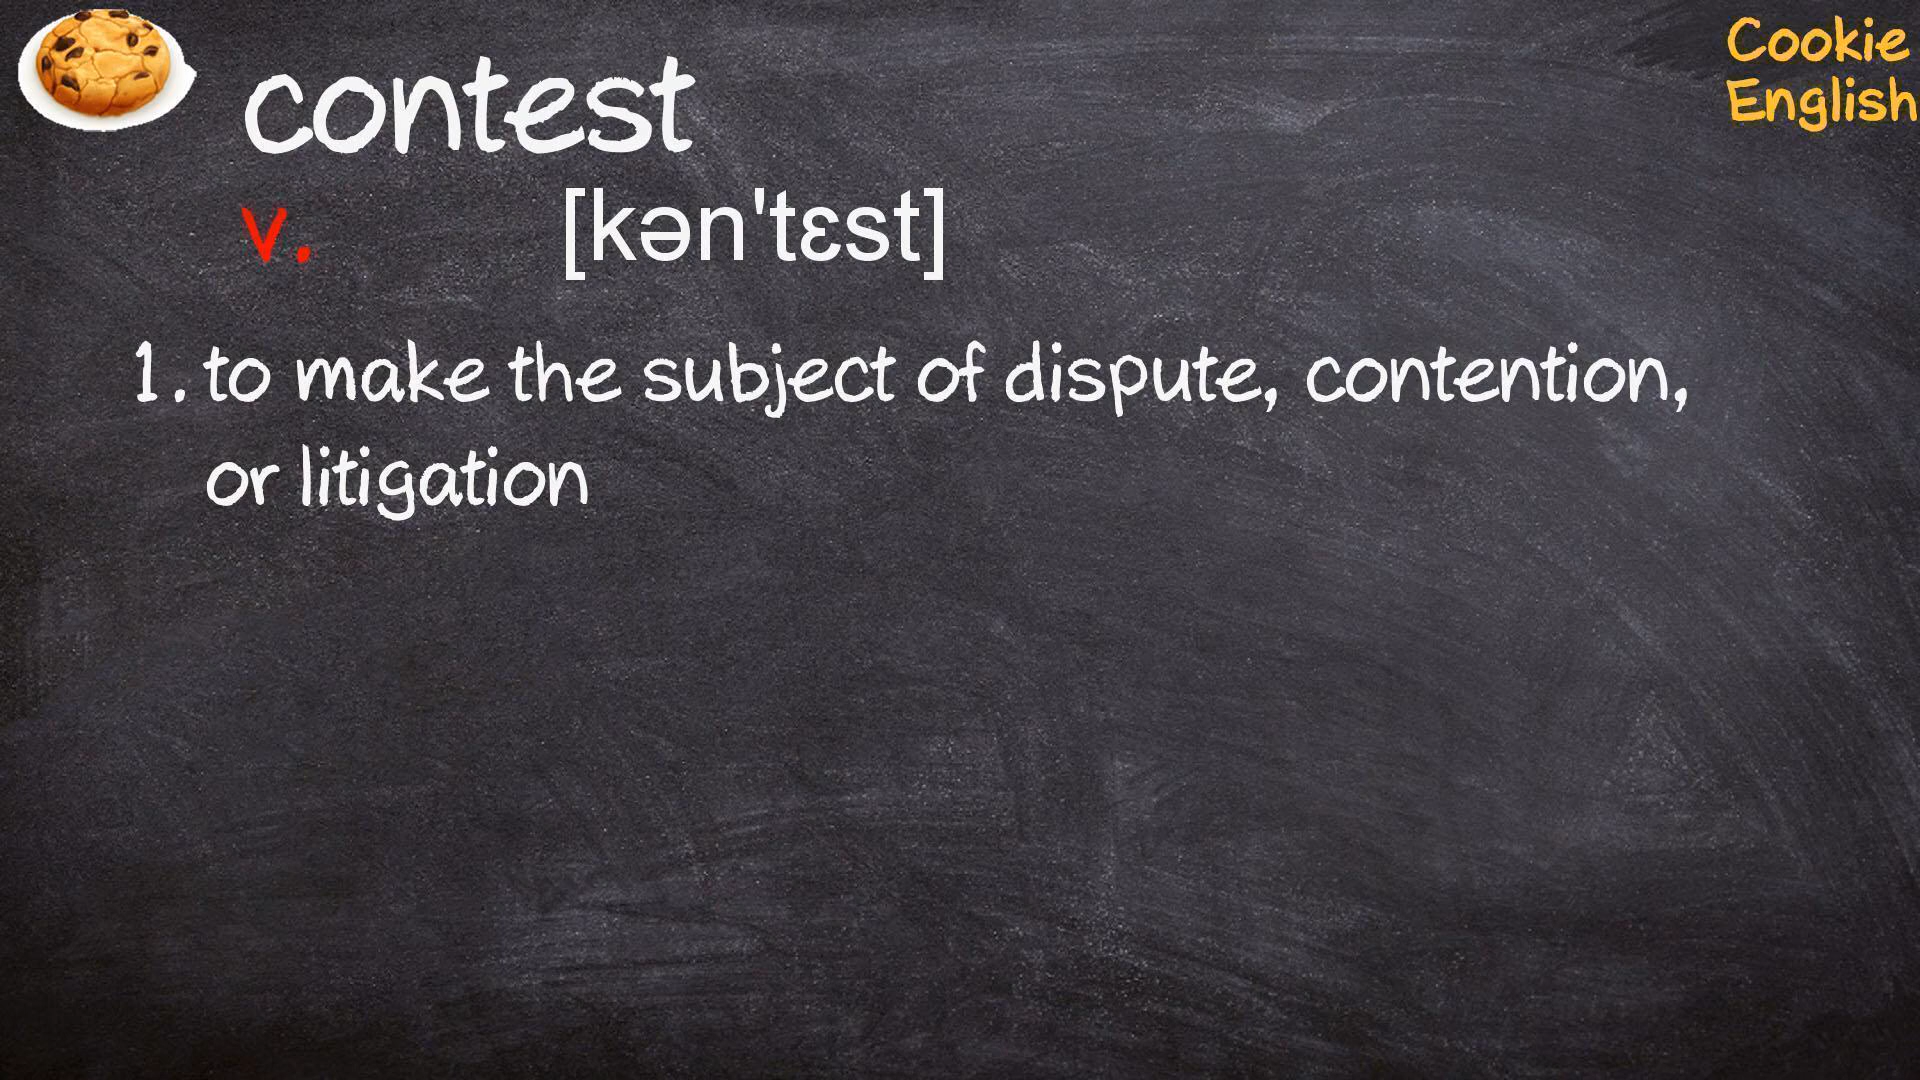 contest
Cookie
English
v. [kən'tɛst]
1. to make the subject of dispute, contention,
or litigation